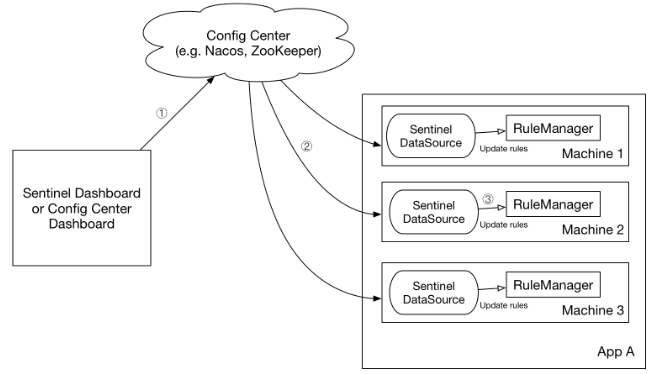 Config Center
(e.g. Nacos, ZooKeeper)
①
②
Sentinel Dashboard
or Config Center
Dashboard
Sentinel
DataSource
RuleManager
Update rules
Machine 1
Sentinel
DataSource
③
RuleManager
Update rules
Machine 2
Sentinel
DataSource
RuleManager
Update rules
Machine 3
App A